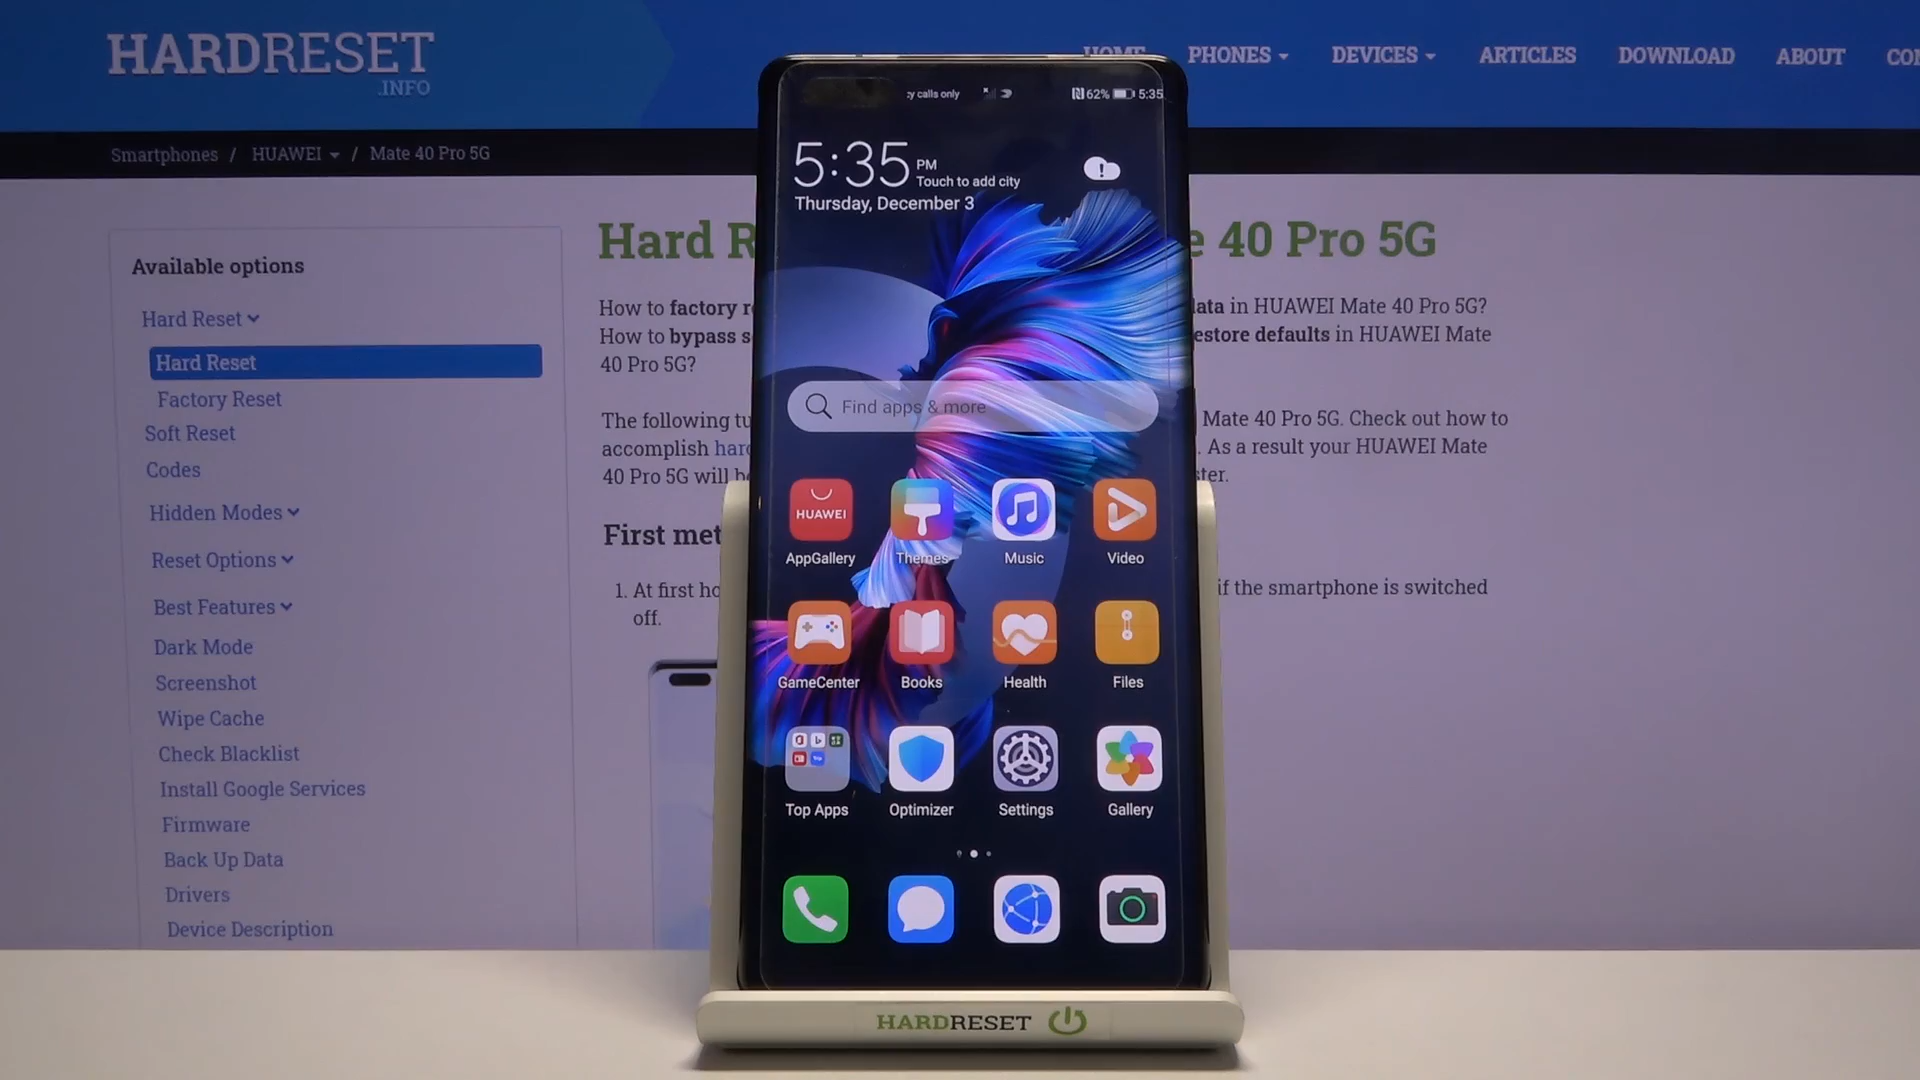 HARDRESET
.INFO
HOME PHONES DEVICES ARTICLES DOWNLOAD ABOUT
Smartphones / HUAWEI / Mate 40 Pro 5G
Available options
Hard Reset
Hard Reset
Factory Reset
Soft Reset
Codes
Hidden Modes
Reset Options
Best Features
Dark Mode
Screenshot
Wipe Cache
Check Blacklist
Install Google Services
Firmware
Back Up Data
Drivers
Device Description
Hard R
e 40 Pro 5G
How to factory re
data in HUAWEI Mate 40 Pro 5G?
How to bypass s
estore defaults in HUAWEI Mate
40 Pro 5G?
The following tu
Mate 40 Pro 5G. Check out how to
accomplish hard
. As a result your HUAWEI Mate
40 Pro 5G will be
ster.
First met
1. At first ho
if the smartphone is switched
off.
y calls only
62% 5:35
5:35 PM
Touch to add city
Thursday, December 3
Find apps & more
HUAWEI
AppGallery Themes Music Video
GameCenter Books Health Files
Top Apps Optimizer Settings Gallery
HARDRESET